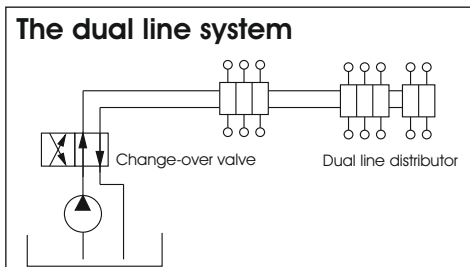 The dual line system
Change-over valve
Dual line distributor